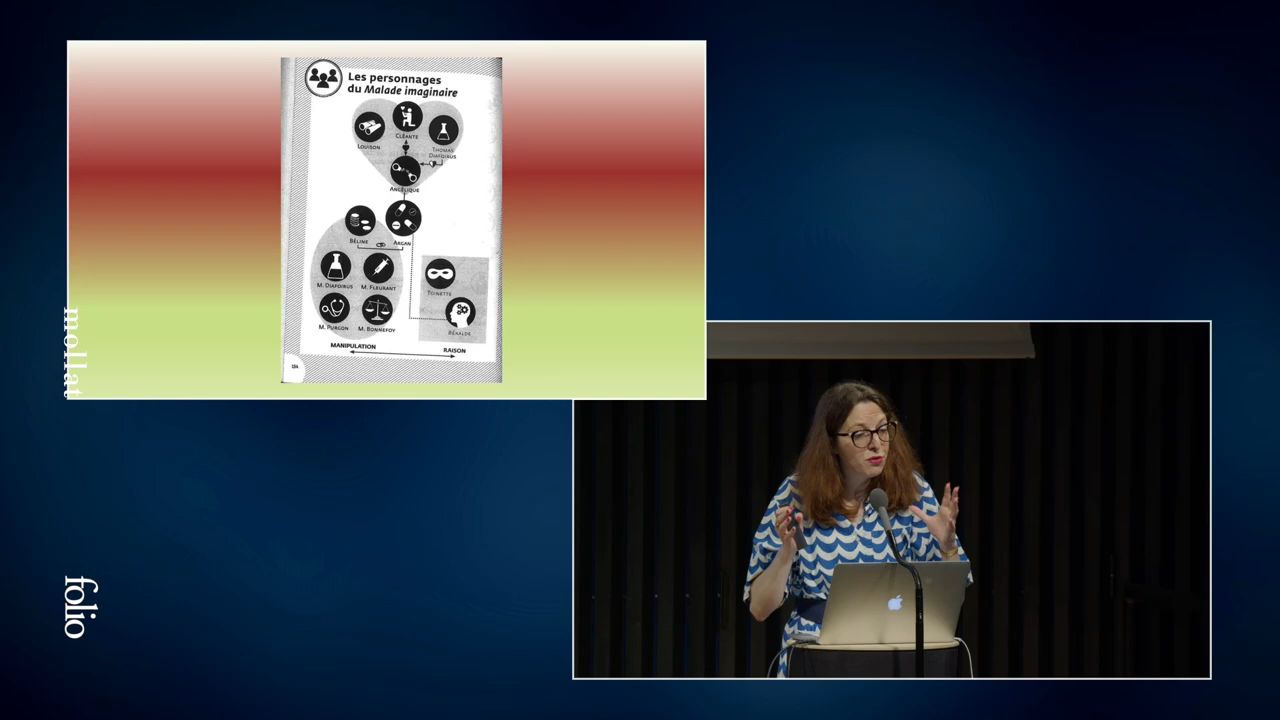 Les personnages
du Malade imaginaire
CLÉANTE
LOUISON
THOMAS
DIAFOIRUS
ANGÉLIQUE
BÉLINE
ARGAN
M. DIAFOIRUS
M. FLEURANT
TOINETTE
M. PURGON
M. BONNEFOY
BÉRALDE
MANIPULATION
RAISON
mollat
folio